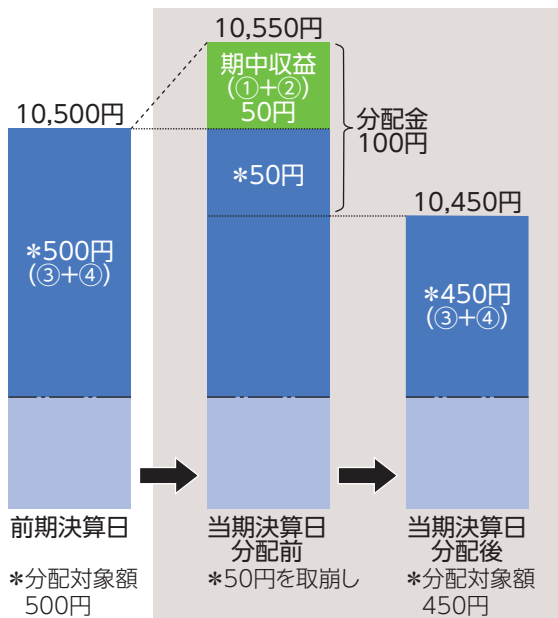 10,550円
期中収益
(①+②)
50円
分配金
100円
10,500円
*50円
10,450円
*500円
(③+④)
*450円
(③+④)
前期決算日
当期決算日
分配前
当期決算日
分配後
*分配対象額
500円
*50円を取崩し
*分配対象額
450円